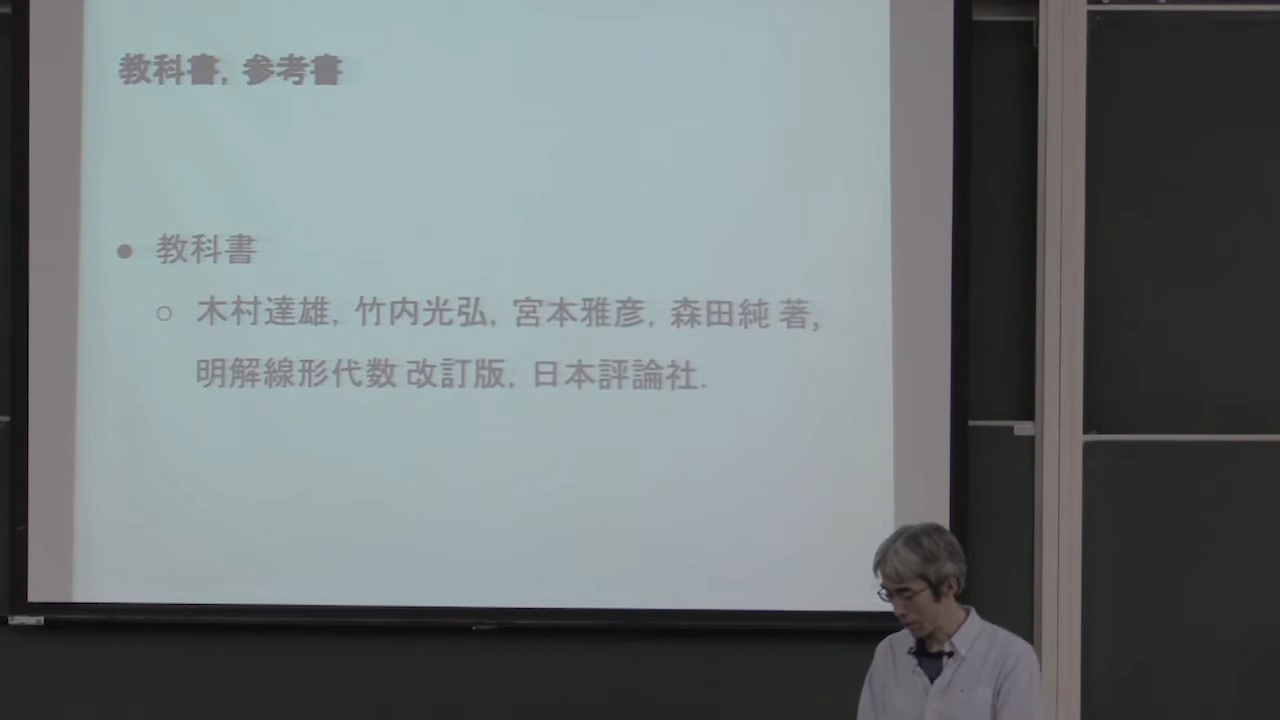 教科書, 参考書
● 教科書
○ 木村達雄, 竹内光弘, 宮本雅彦, 森田純 著,
明解線形代数 改訂版, 日本評論社.